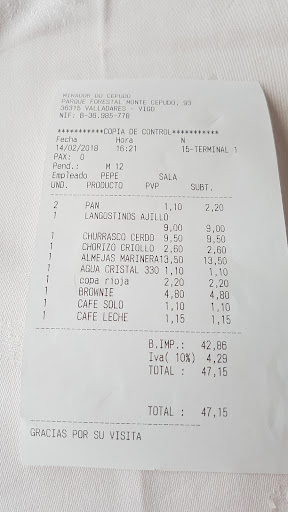 MIRADOR DO CEPUDO
PARQUE FORESTAL MONTE CEPUDO, 93
36315 VALLADARES - VIGO
NIF: B-36.985-778
***********COPIA DE CONTROL***********
Fecha Hora N
14/02/2018 16:21 15-TERMINAL 1
PAX: 0
Pend.: M 12
Empleado PEPE SALA
UND. PRODUCTO PVP SUBT.
2 PAN 1,10 2,20
1 LANGOSTINOS AJILLO
9,00 9,00
1 CHURRASCO CERDO 9,50 9,50
1 CHORIZO CRIOLLO 2,60 2,60
1 ALMEJAS MARINERA13,50 13,50
1 AGUA CRISTAL 330 1,10 1,10
1 copa rioja 2,20 2,20
1 BROWNIE 4,80 4,80
1 CAFE SOLO 1,10 1,10
1 CAFE LECHE 1,15 1,15
B.IMP.: 42,86
Iva( 10%) 4,29
TOTAL : 47,15
TOTAL : 47,15
GRACIAS POR SU VISITA